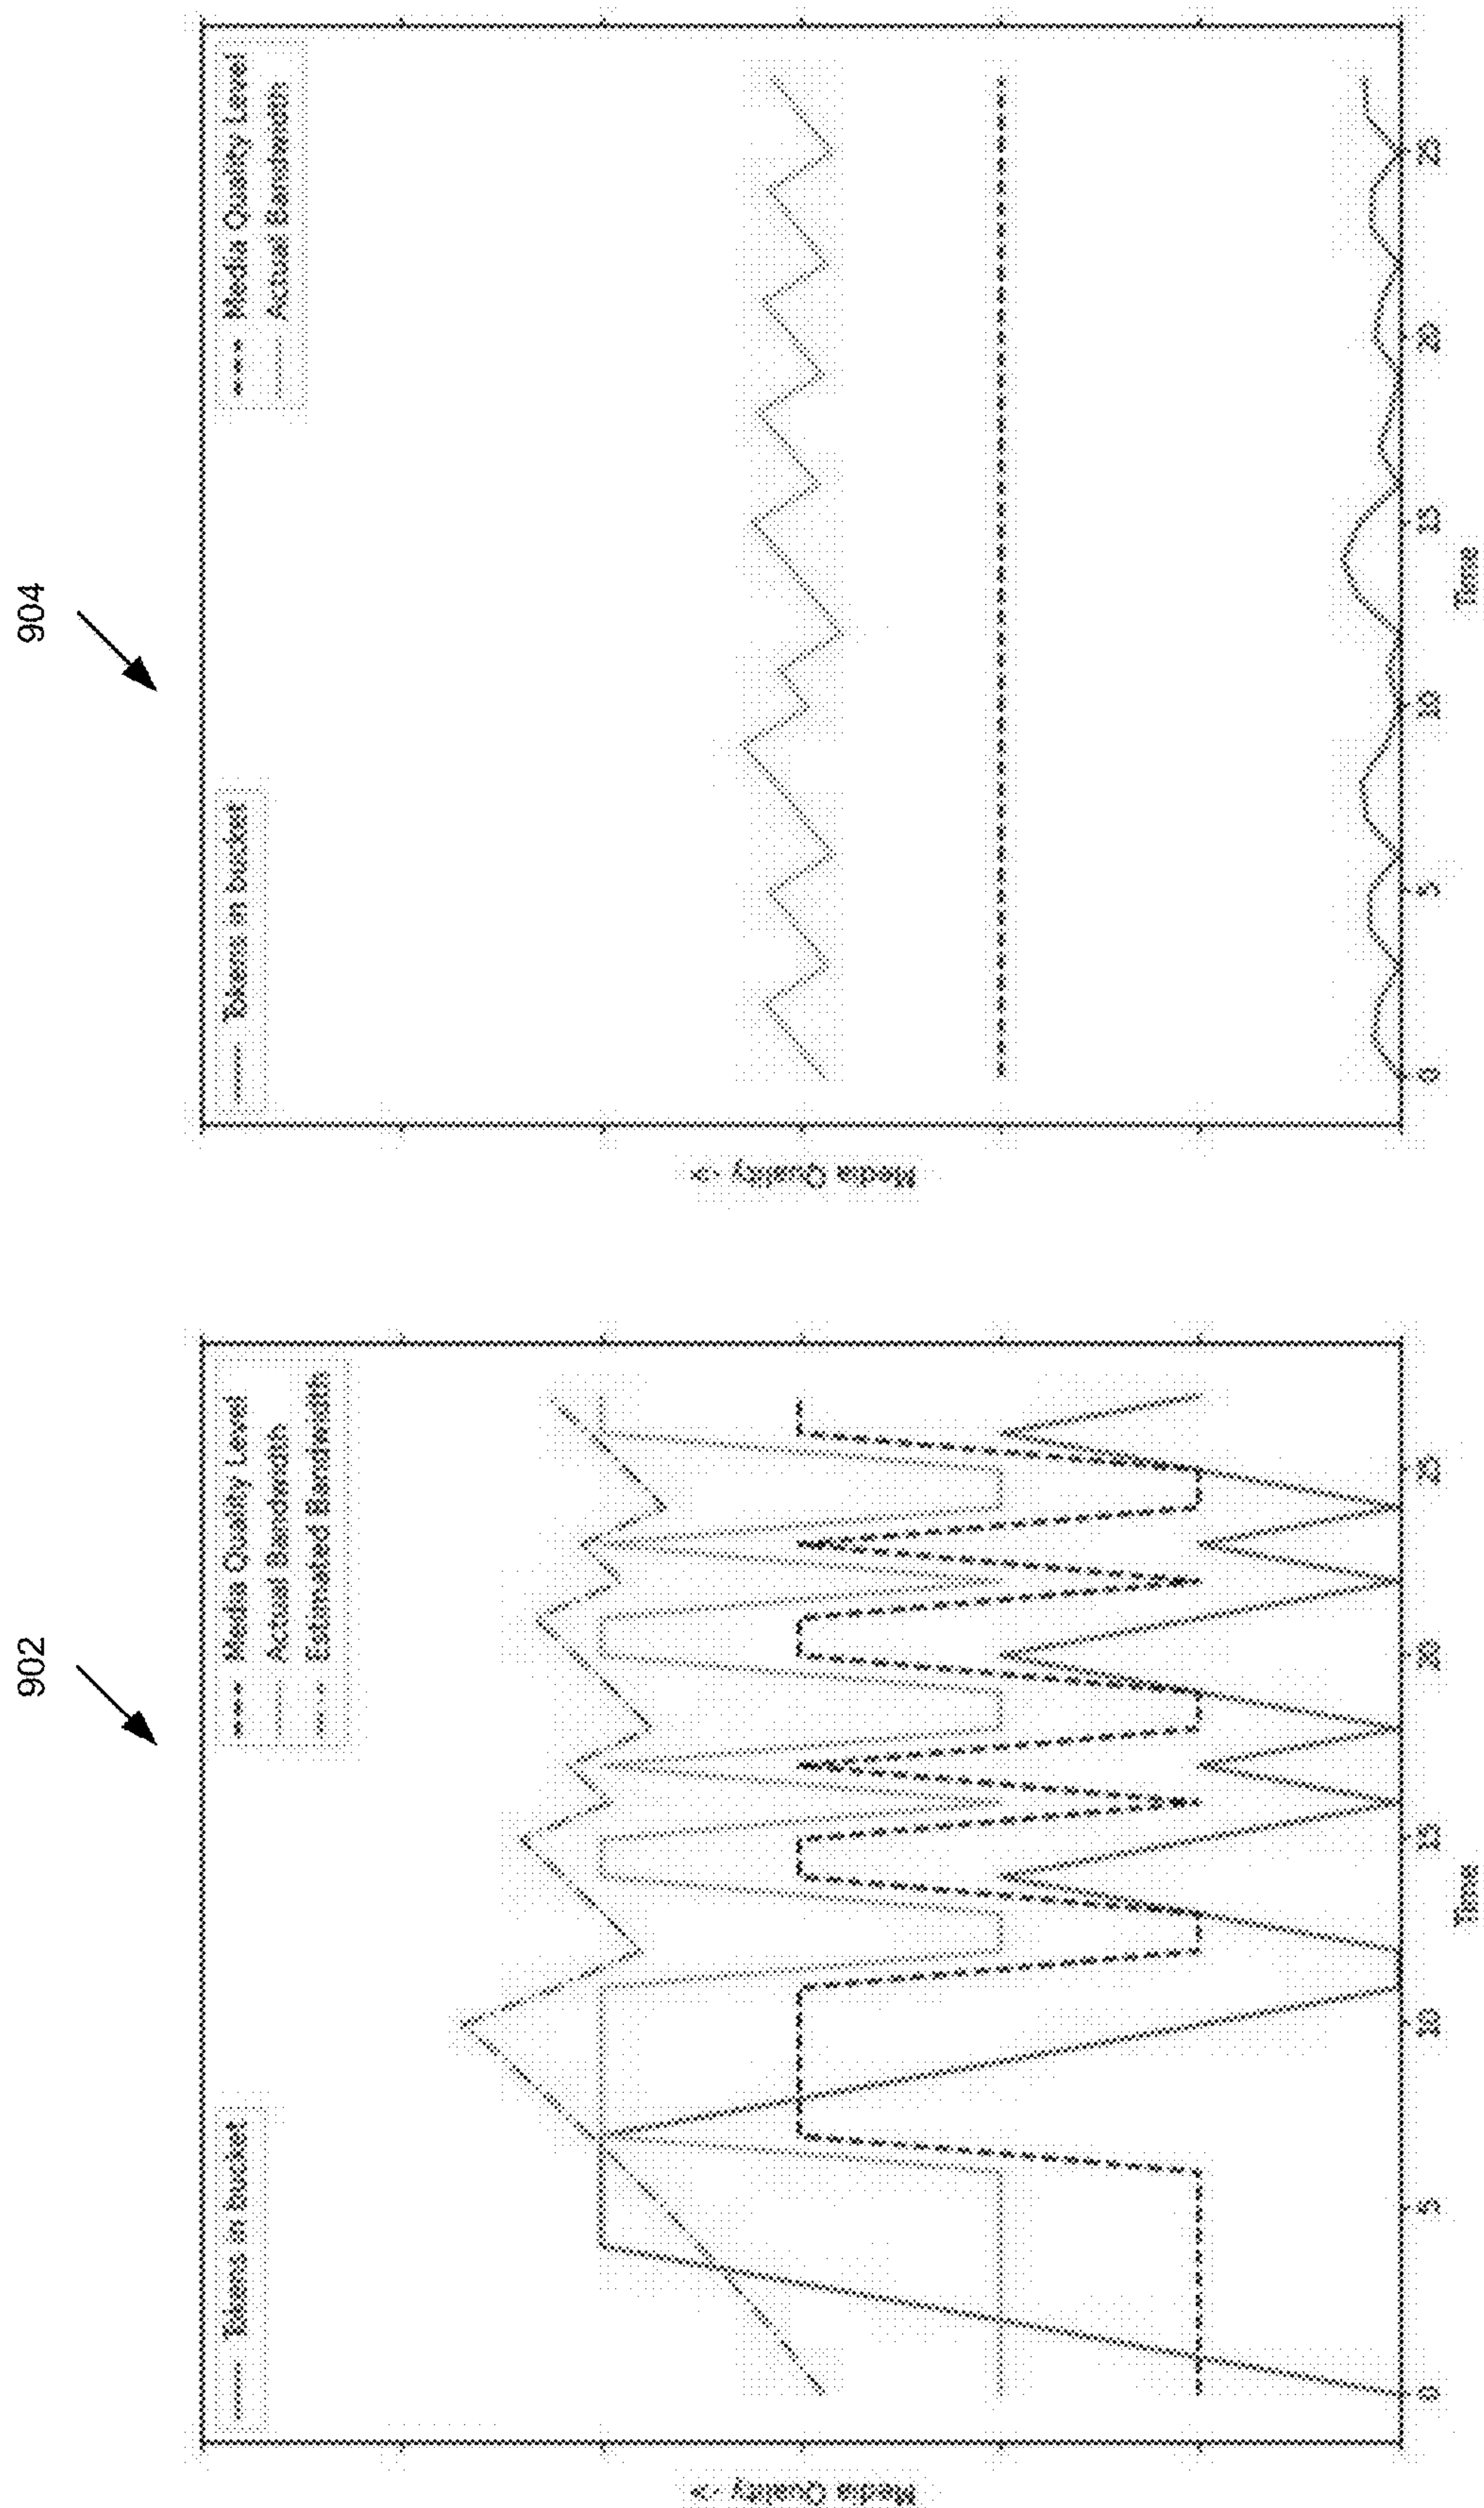 902
Tokens in bucket
Media Quality Level
Actual Bandwidth
Estimated Bandwidth
Media Quality ->
0
5
10
15
20
25
Time
904
Tokens in bucket
Media Quality Level
Actual Bandwidth
Media Quality ->
0
5
10
15
20
25
Time